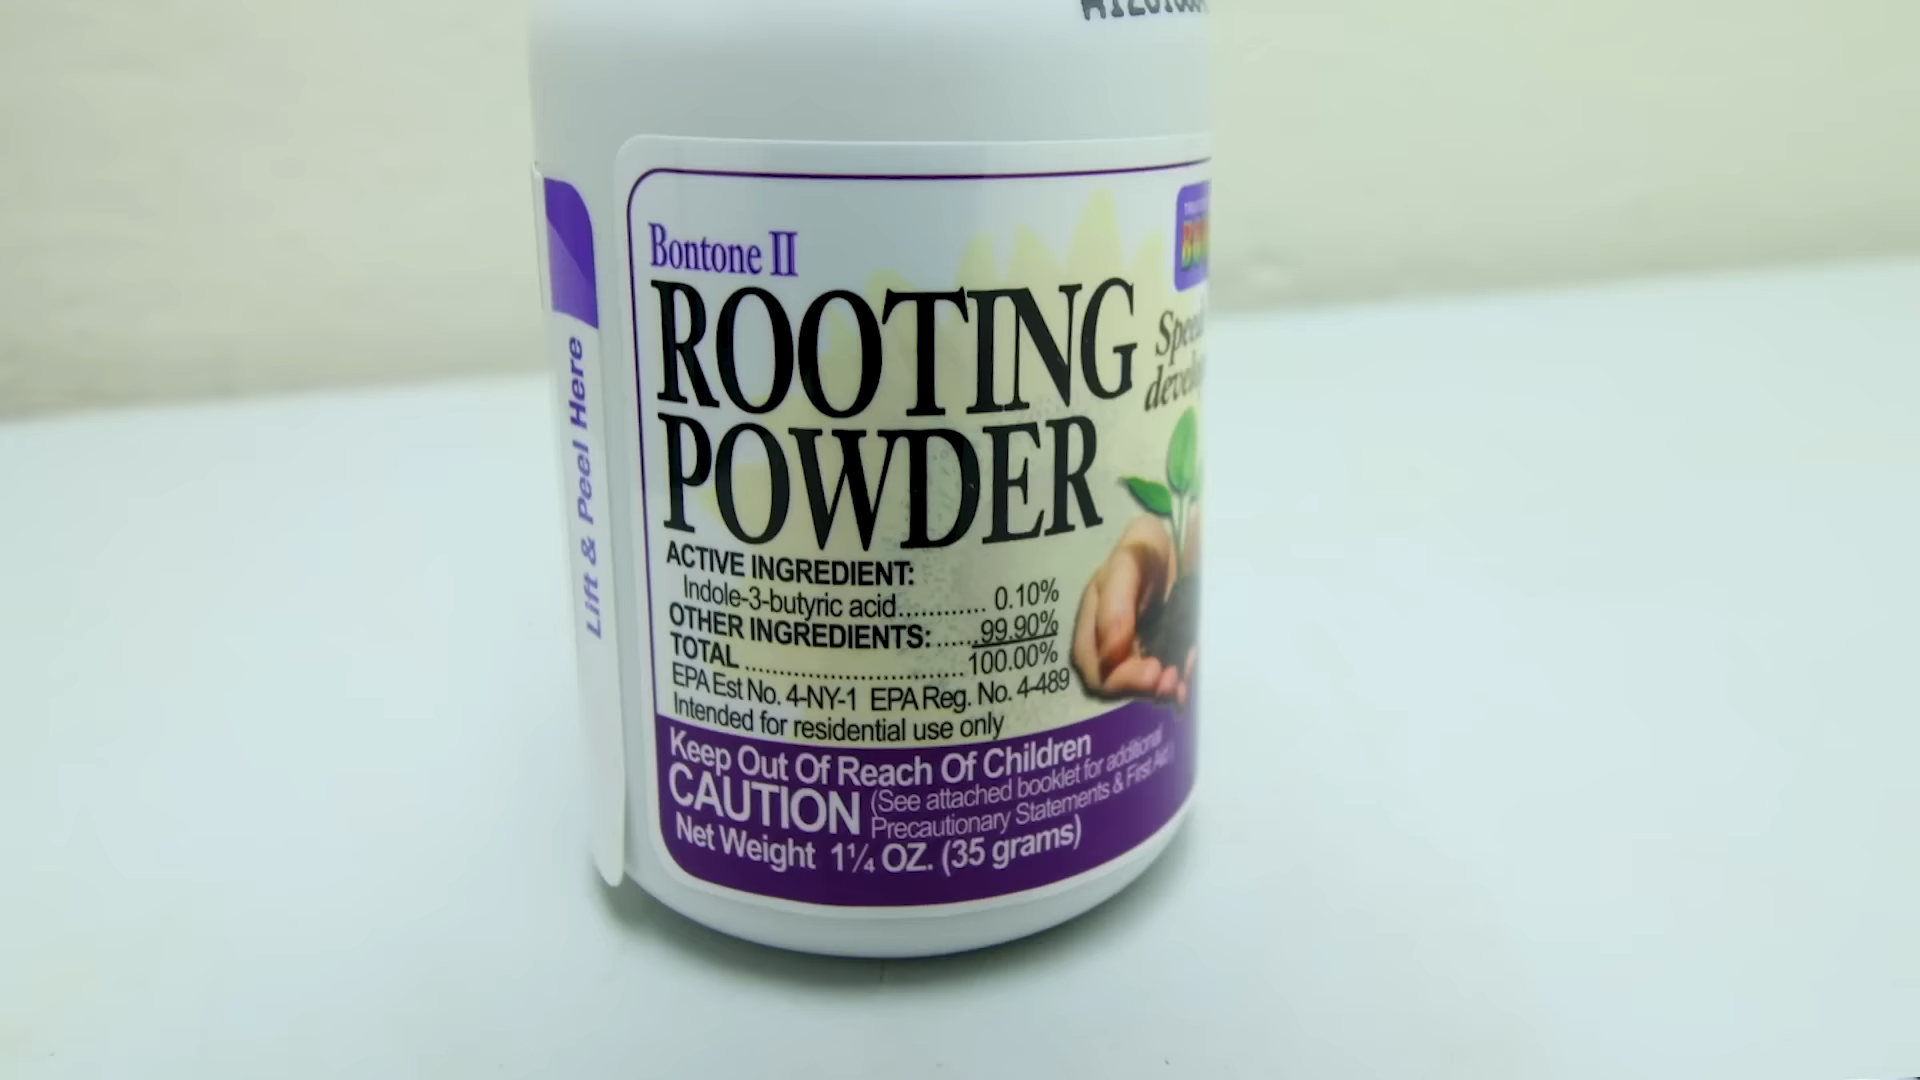 Bontone II
ROOTING
POWDER
ACTIVE INGREDIENT:
Indole-3-butyric acid............ 0.10%
OTHER INGREDIENTS: ......99.90%
TOTAL ............................ 100.00%
EPA Est No. 4-NY-1 EPA Reg. No. 4-489
Intended for residential use only
Keep Out Of Reach Of Children
CAUTION (See attached booklet for additional
Precautionary Statements & First Aid)
Net Weight 1¼ OZ. (35 grams)
Lift & Peel Here